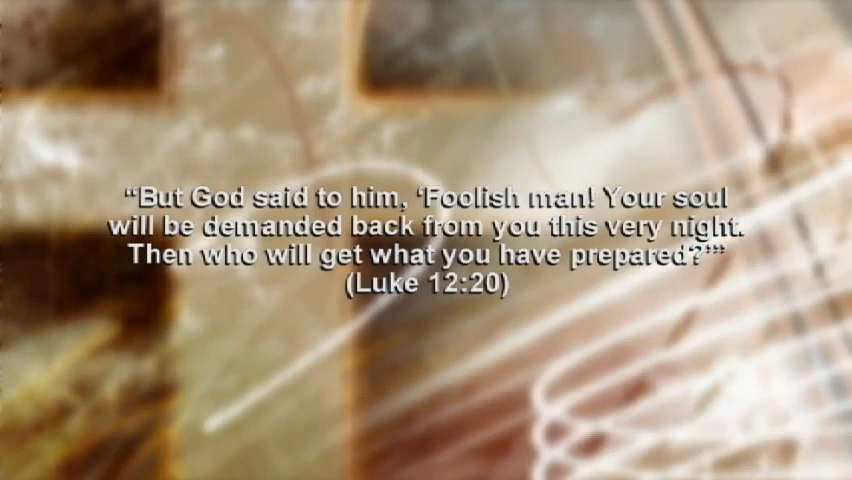 “But God said to him, ‘Foolish man! Your soul
will be demanded back from you this very night.
Then who will get what you have prepared?’”
(Luke 12:20)